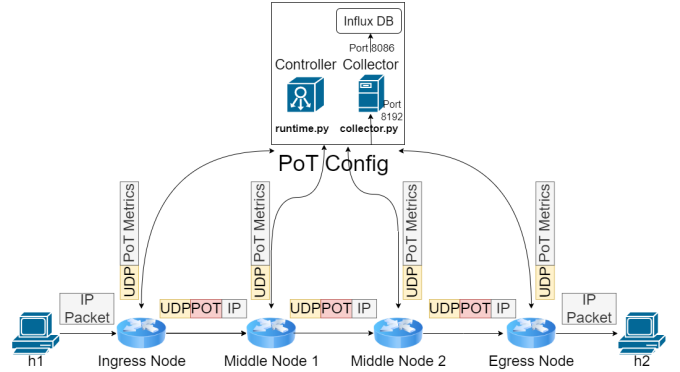 Influx DB
Port 8086
Controller Collector
Port
8192
runtime.py collector.py
PoT Config
UDP PoT Metrics
UDP PoT Metrics
UDP PoT Metrics
UDP PoT Metrics
IP
Packet
UDP POT IP
UDP POT IP
UDP POT IP
IP
Packet
h1
Ingress Node
Middle Node 1
Middle Node 2
Egress Node
h2